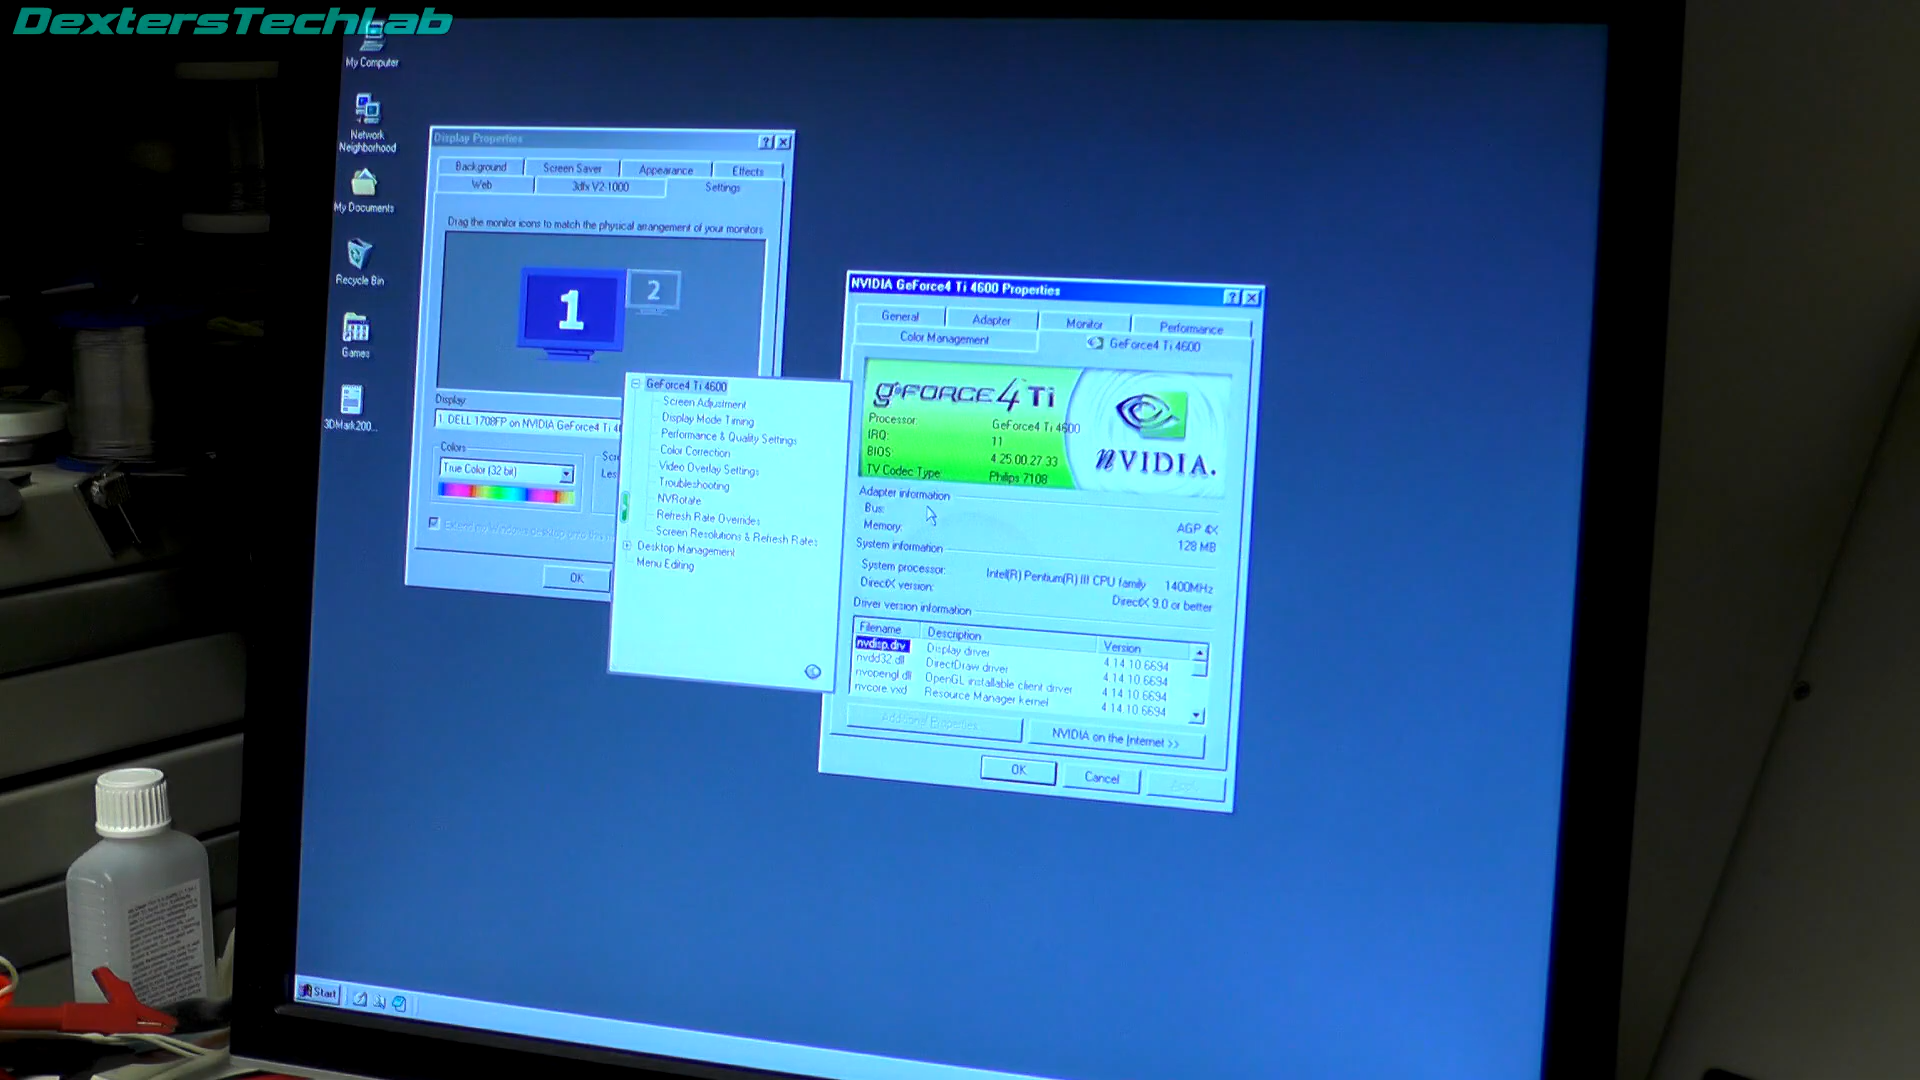 DextersTechLab
My Computer
Network
Neighborhood
My Documents
Recycle Bin
Games
3DMark200...
Display Properties
Background
Screen Saver
Appearance
Effects
Web
3dfx V2-1000
Settings
Drag the monitor icons to match the physical arrangement of your monitors
1
2
Display:
1. DELL 1708FP on NVIDIA GeForce4 Ti 4
Colors
True Color (32 bit)
Less
OK
GeForce4 Ti 4600
Screen Adjustment
Display Mode Timing
Performance & Quality Settings
Color Correction
Video Overlay Settings
Troubleshooting
NVRotate
Refresh Rate Overrides
Screen Resolutions & Refresh Rates
Desktop Management
Menu Editing
NVIDIA GeForce4 Ti 4600 Properties
General
Adapter
Monitor
Performance
Color Management
GeForce4 Ti 4600
GeFORCE4 Ti
nVIDIA.
Processor: GeForce4 Ti 4600
IRQ: 11
BIOS 4.25.00.27.33
TV Codec Type: Philips 7108
Adapter information
Bus: AGP 4X
Memory: 128 MB
System information
System processor: Intel(R) Pentium(R) III CPU family 1400MHz
DirectX version: DirectX 9.0 or better
Driver version information
Filename Description Version
nvdisp.drv Display driver 4.14.10.6694
nvdd32.dll DirectDraw driver 4.14.10.6694
nvopengl.dll OpenGL installable client driver 4.14.10.6694
nvcore.vxd Resource Manager kernel 4.14.10.6694
Additional Properties
NVIDIA on the Internet >>
OK
Cancel
Apply
Start